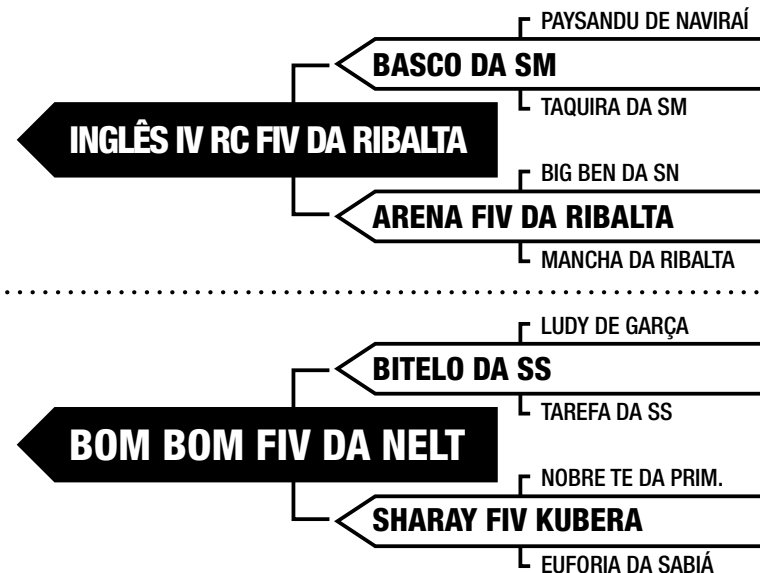 PAYSANDU DE NAVIRAÍ
BASCO DA SM
TAQUIRA DA SM
INGLÊS IV RC FIV DA RIBALTA
BIG BEN DA SN
ARENA FIV DA RIBALTA
MANCHA DA RIBALTA
LUDY DE GARÇA
BITELO DA SS
TAREFA DA SS
BOM BOM FIV DA NELT
NOBRE TE DA PRIM.
SHARAY FIV KUBERA
EUFORIA DA SABIÁ